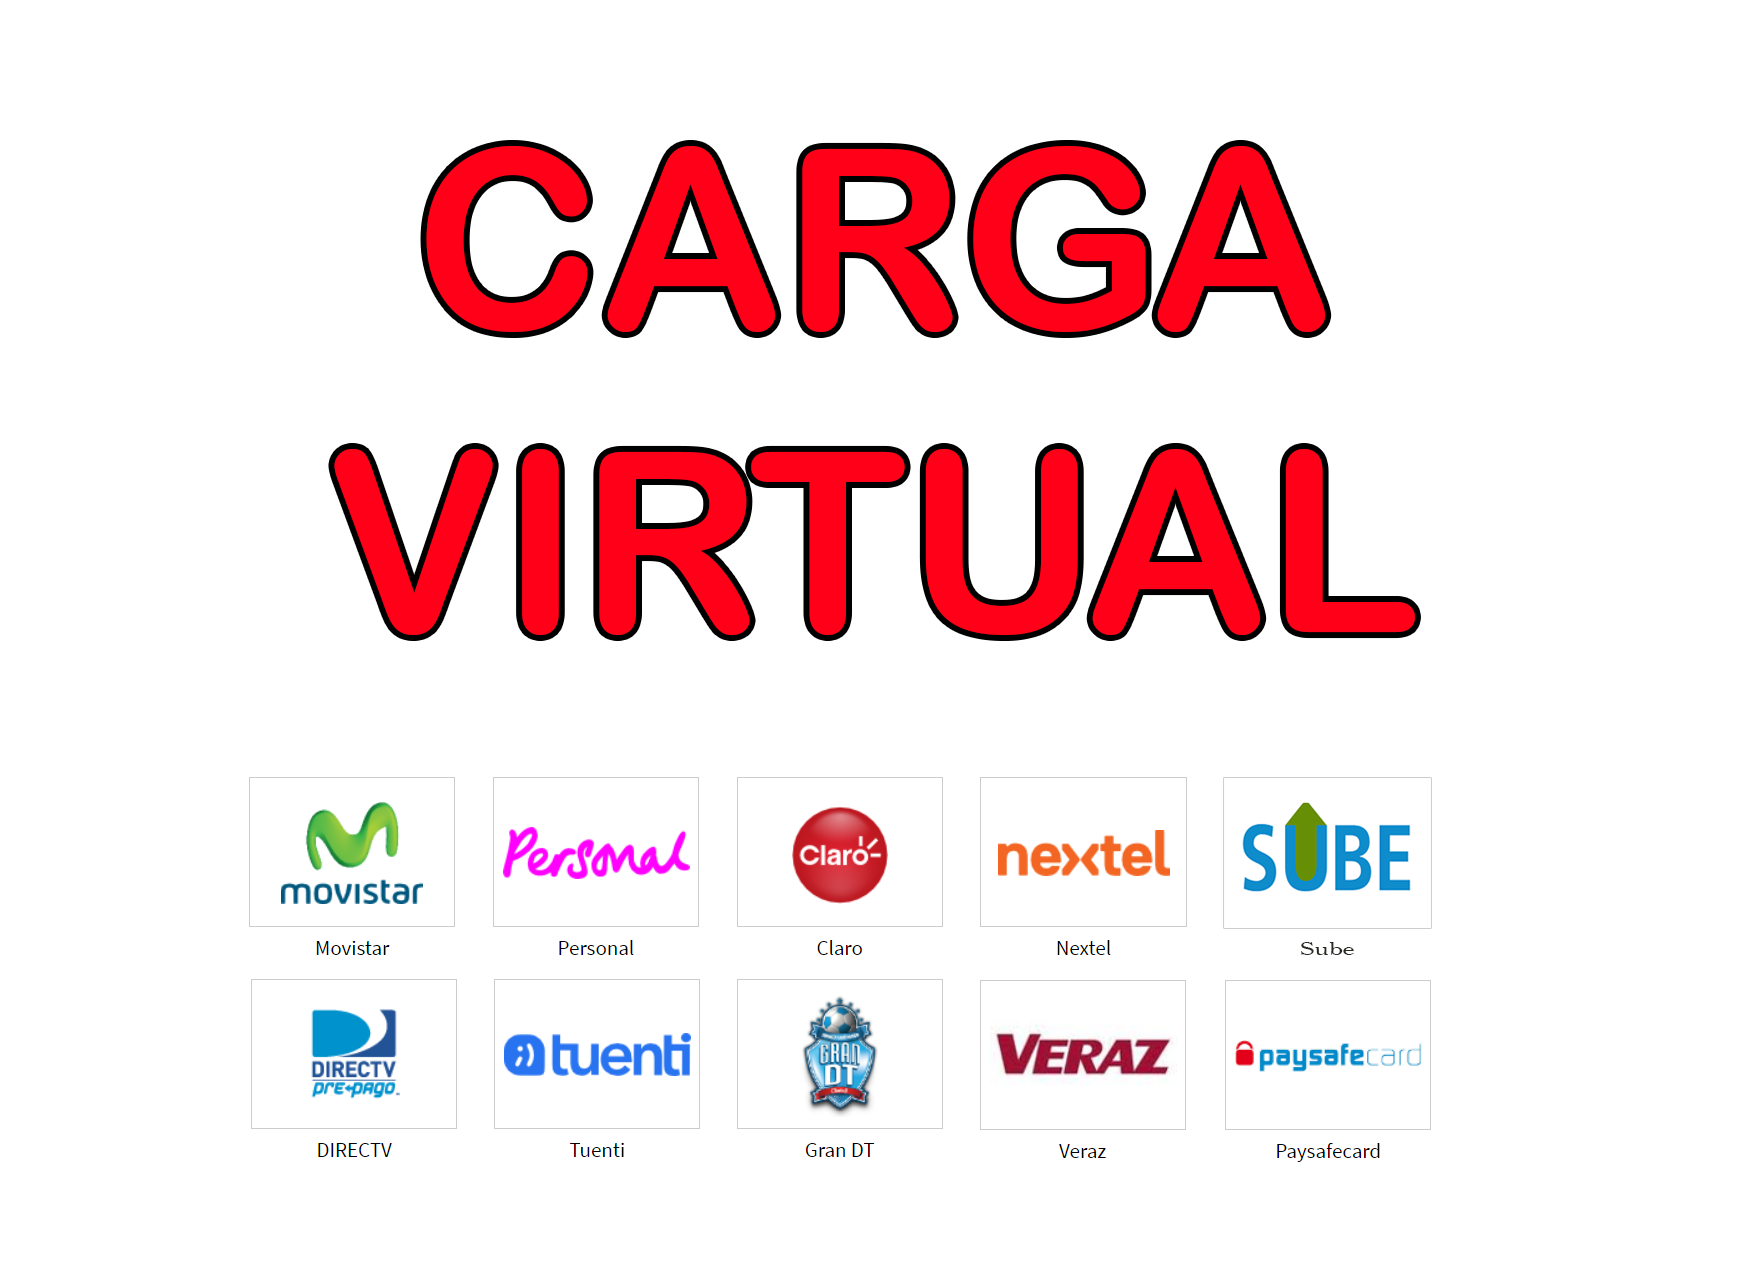 CARGA
VIRTUAL
movistar
Personal
Claro
nextel
SUBE
Movistar
Personal
Claro
Nextel
Sube
DIRECTV
PRE+PAGO
tuenti
GRAN
DT
VERAZ
paysafecard
DIRECTV
Tuenti
Gran DT
Veraz
Paysafecard